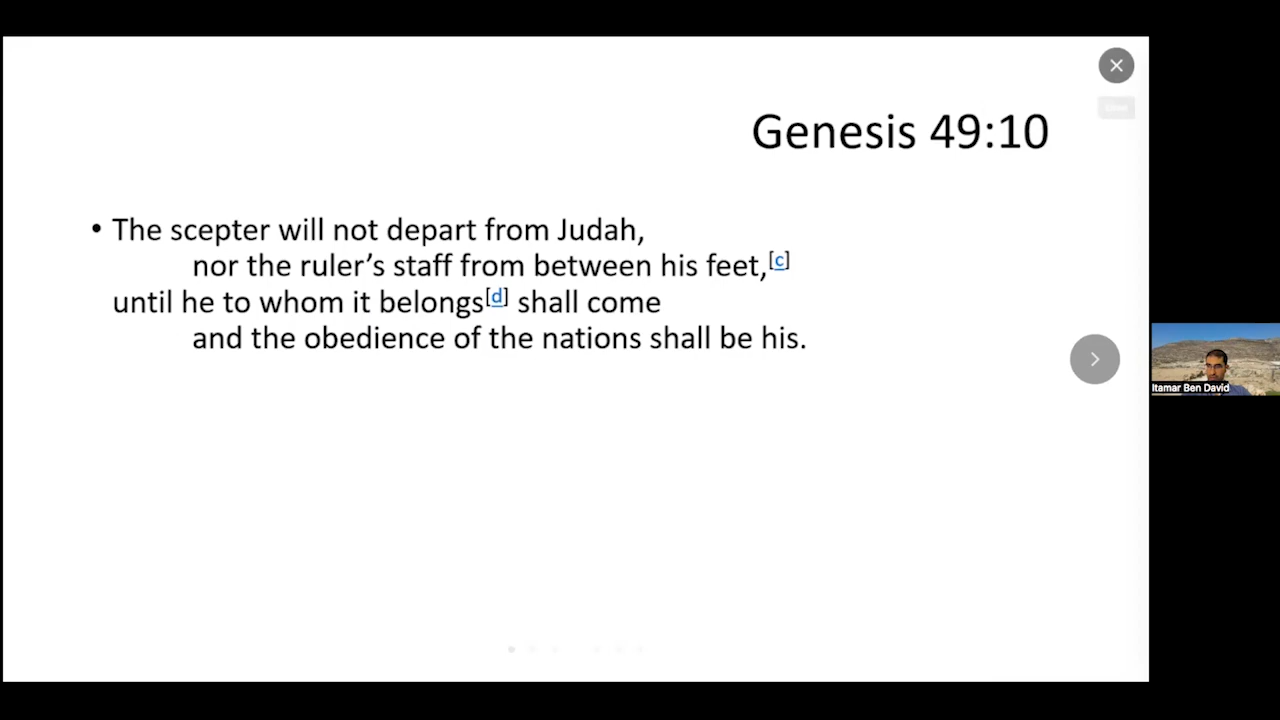 Genesis 49:10
• The scepter will not depart from Judah,
nor the ruler’s staff from between his feet,[c]
until he to whom it belongs[d] shall come
and the obedience of the nations shall be his.
Itamar Ben David